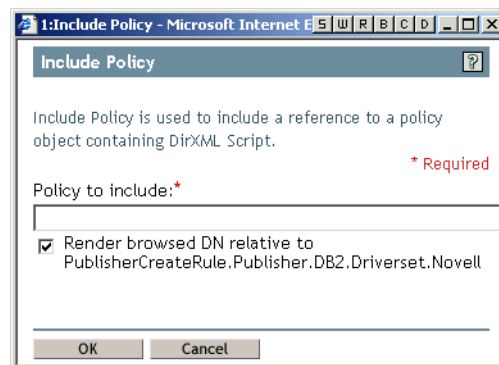 1:Include Policy - Microsoft Internet E S W R B C D
Include Policy ?
Include Policy is used to include a reference to a policy
object containing DirXML Script.
* Required
Policy to include:*
Render browsed DN relative to
PublisherCreateRule.Publisher.DB2.Driverset.Novell
OK Cancel